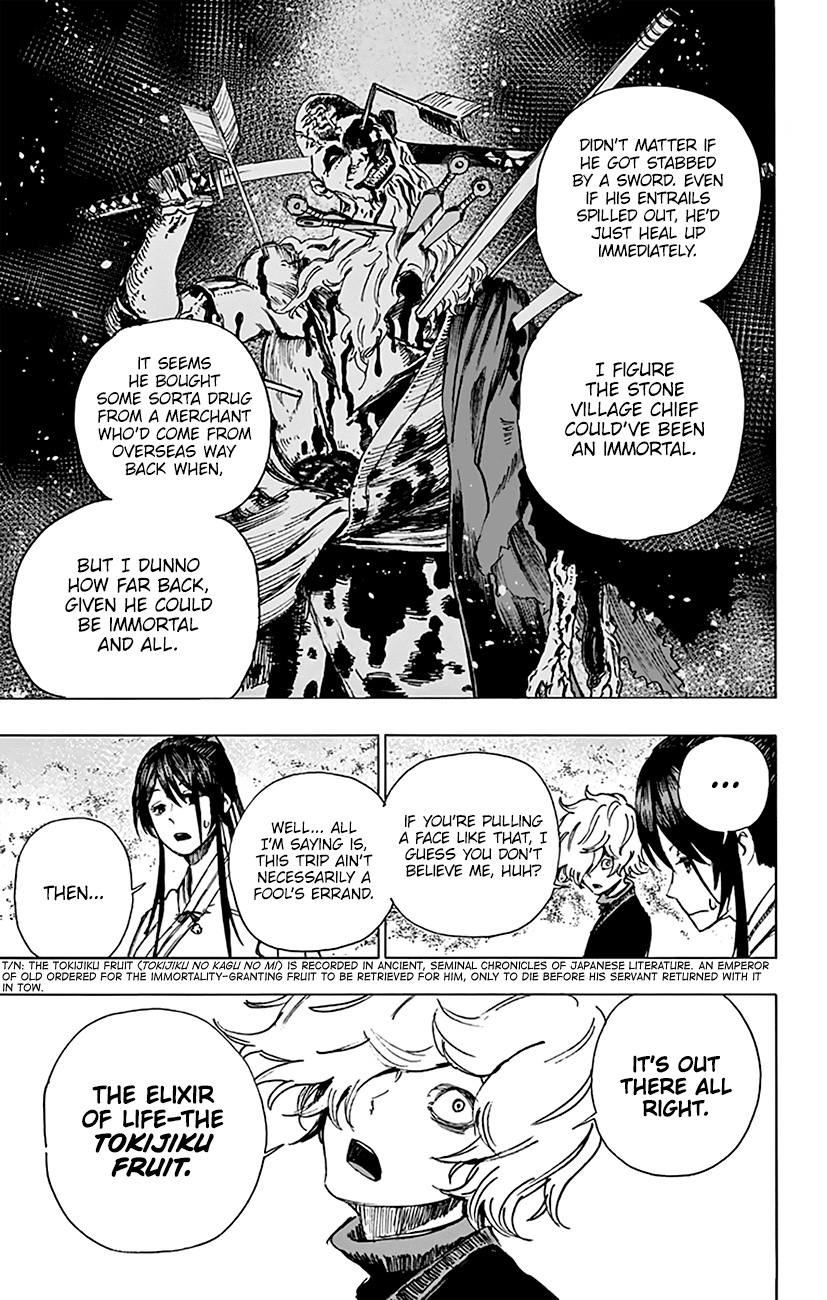 DIDN'T MATTER IF
HE GOT STABBED
BY A SWORD. EVEN
IF HIS ENTRAILS
SPILLED OUT, HE'D
JUST HEAL UP
IMMEDIATELY.
I FIGURE
THE STONE
VILLAGE CHIEF
COULD'VE BEEN
AN IMMORTAL.
IT SEEMS
HE BOUGHT
SOME SORTA DRUG
FROM A MERCHANT
WHO'D COME FROM
OVERSEAS WAY
BACK WHEN,
BUT I DUNNO
HOW FAR BACK,
GIVEN HE COULD
BE IMMORTAL
AND ALL.
...
IF YOU'RE PULLING
A FACE LIKE THAT, I
GUESS YOU DON'T
BELIEVE ME, HUH?
WELL... ALL
I'M SAYING IS,
THIS TRIP AIN'T
NECESSARILY A
FOOL'S ERRAND.
THEN...
T/N: THE TOKIJIKU FRUIT (TOKIJIKU NO KAGU NO MI) IS RECORDED IN ANCIENT, SEMINAL CHRONICLES OF JAPANESE LITERATURE. AN EMPEROR
OF OLD ORDERED FOR THE IMMORTALITY-GRANTING FRUIT TO BE RETRIEVED FOR HIM, ONLY TO DIE BEFORE HIS SERVANT RETURNED WITH IT
IN TOW.
IT'S OUT
THERE ALL
RIGHT.
THE ELIXIR
OF LIFE-THE
TOKIJIKU
FRUIT.